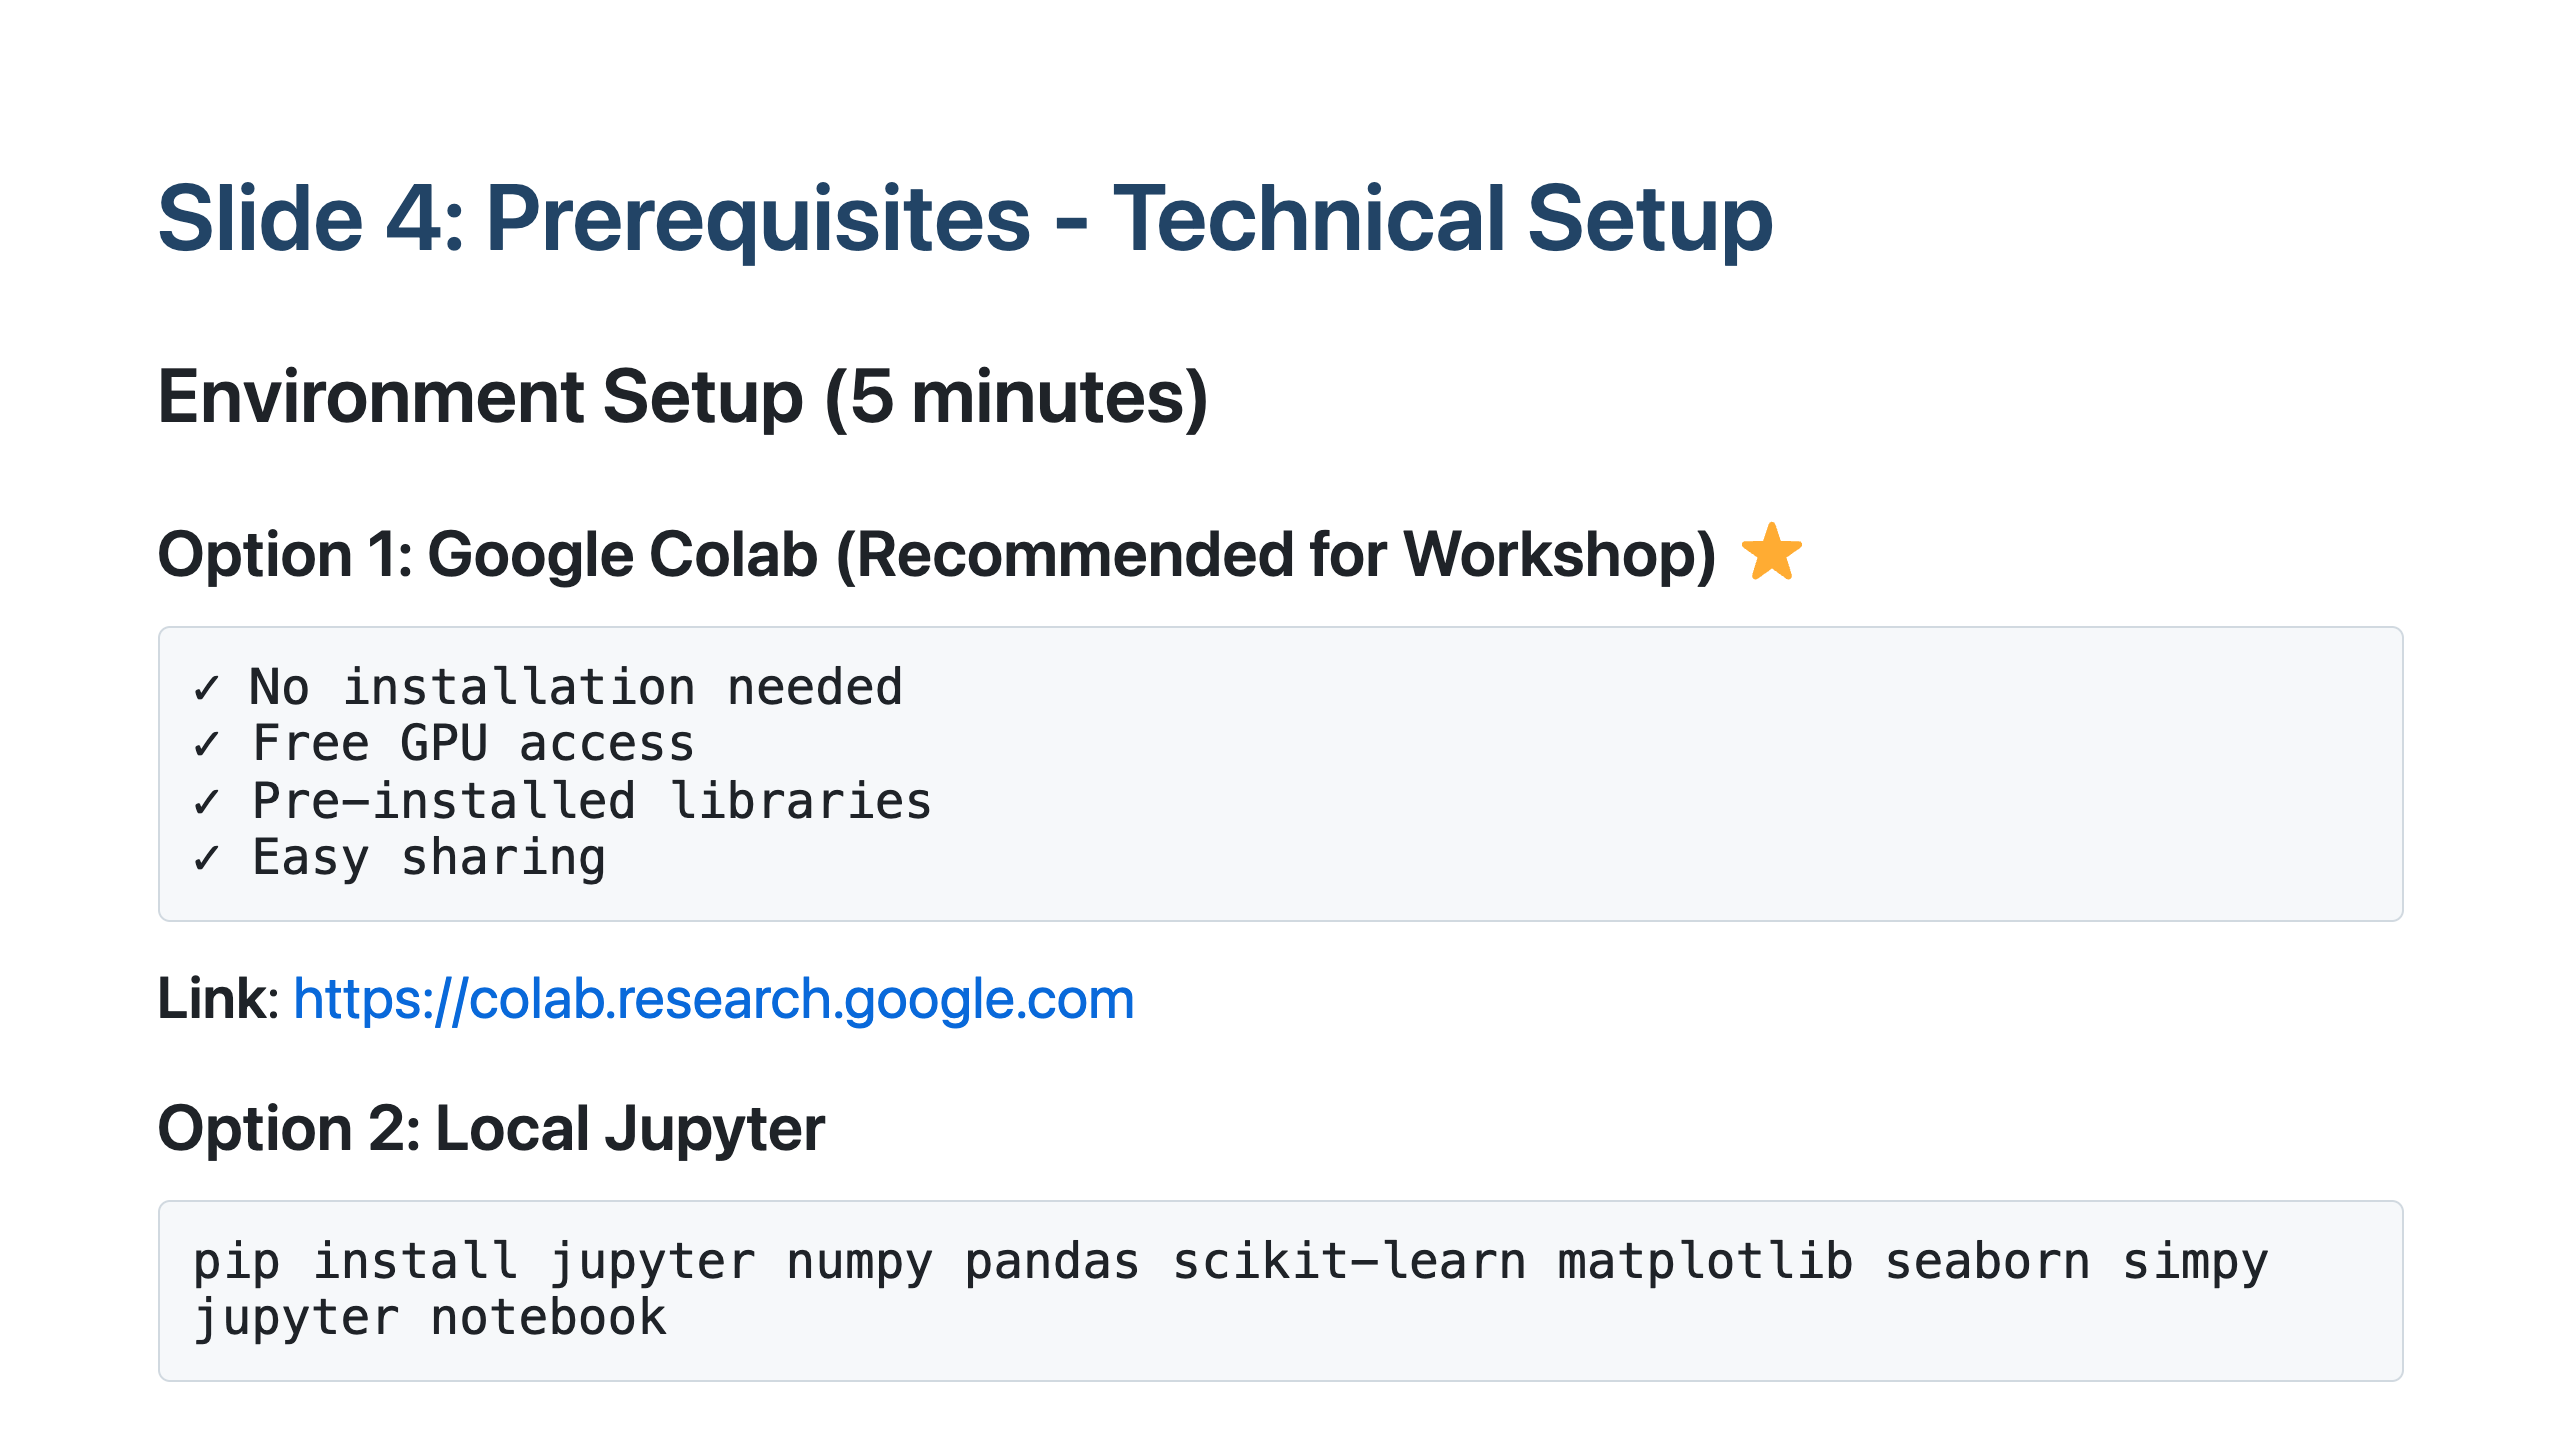 Slide 4: Prerequisites - Technical Setup
Environment Setup (5 minutes)
Option 1: Google Colab (Recommended for Workshop) ⭐
✓ No installation needed
✓ Free GPU access
✓ Pre-installed libraries
✓ Easy sharing
Link: https://colab.research.google.com
Option 2: Local Jupyter
pip install jupyter numpy pandas scikit-learn matplotlib seaborn simpy
jupyter notebook